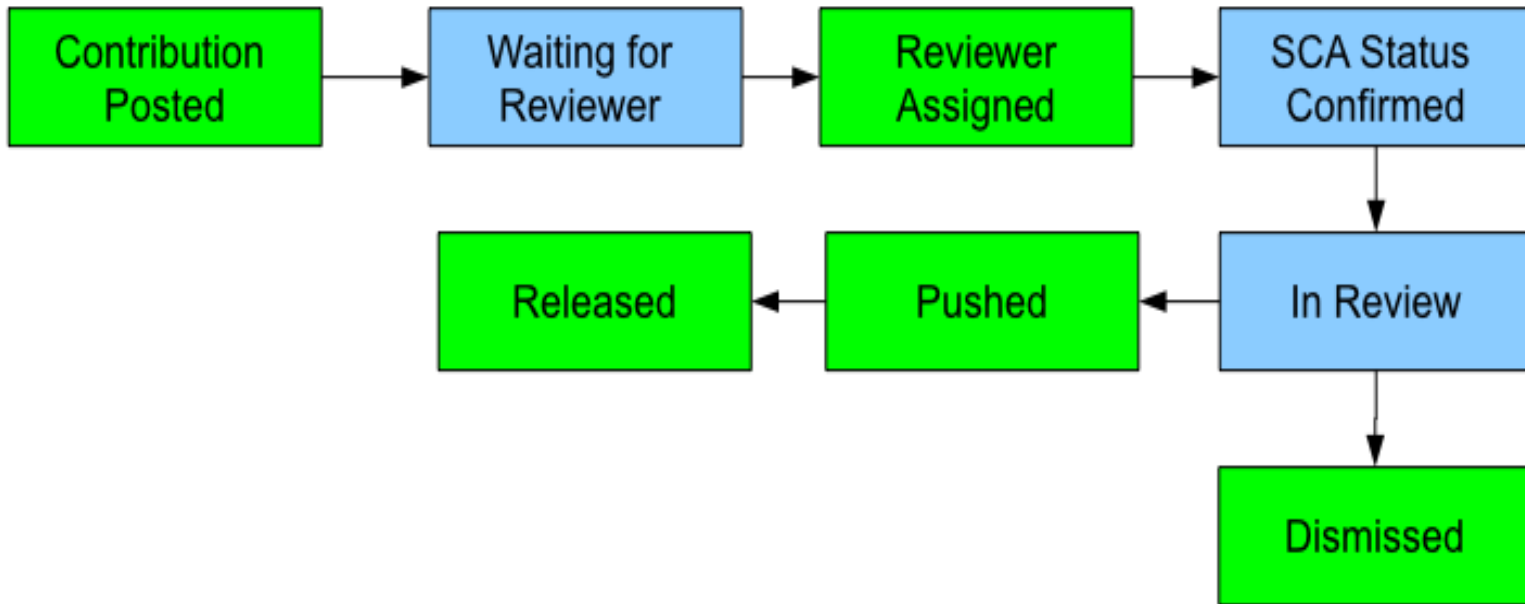 Contribution
Posted
Waiting for
Reviewer
Reviewer
Assigned
SCA Status
Confirmed
Released
Pushed
In Review
Dismissed